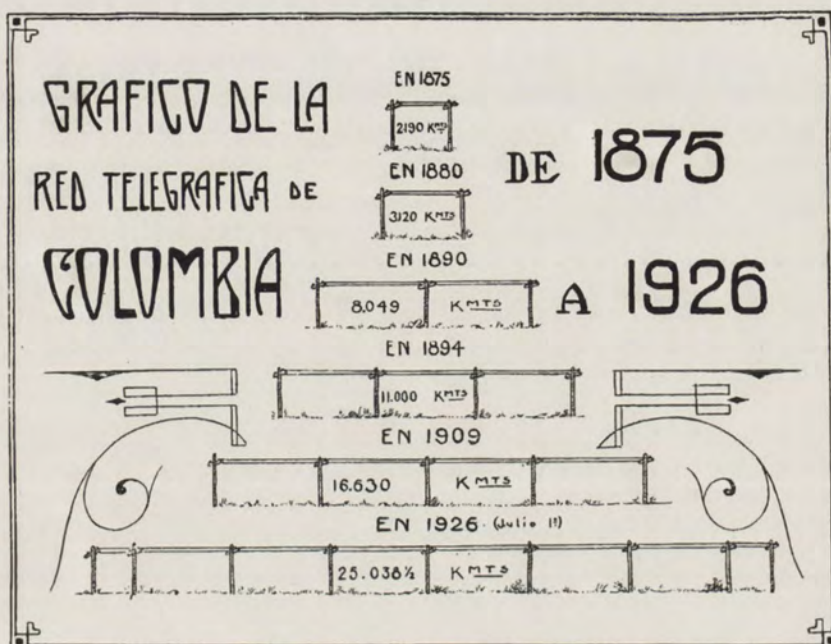 GRAFICO DE LA
RED TELEGRAFICA DE
COLOMBIA
DE 1875
A 1926
EN 1875
2190 KMTS
EN 1880
3120 KMTS
EN 1890
8.049 KMTS
EN 1894
11.000 KMTS
EN 1909
16.630 KMTS
EN 1926 (Julio 11)
25.038½ KMTS